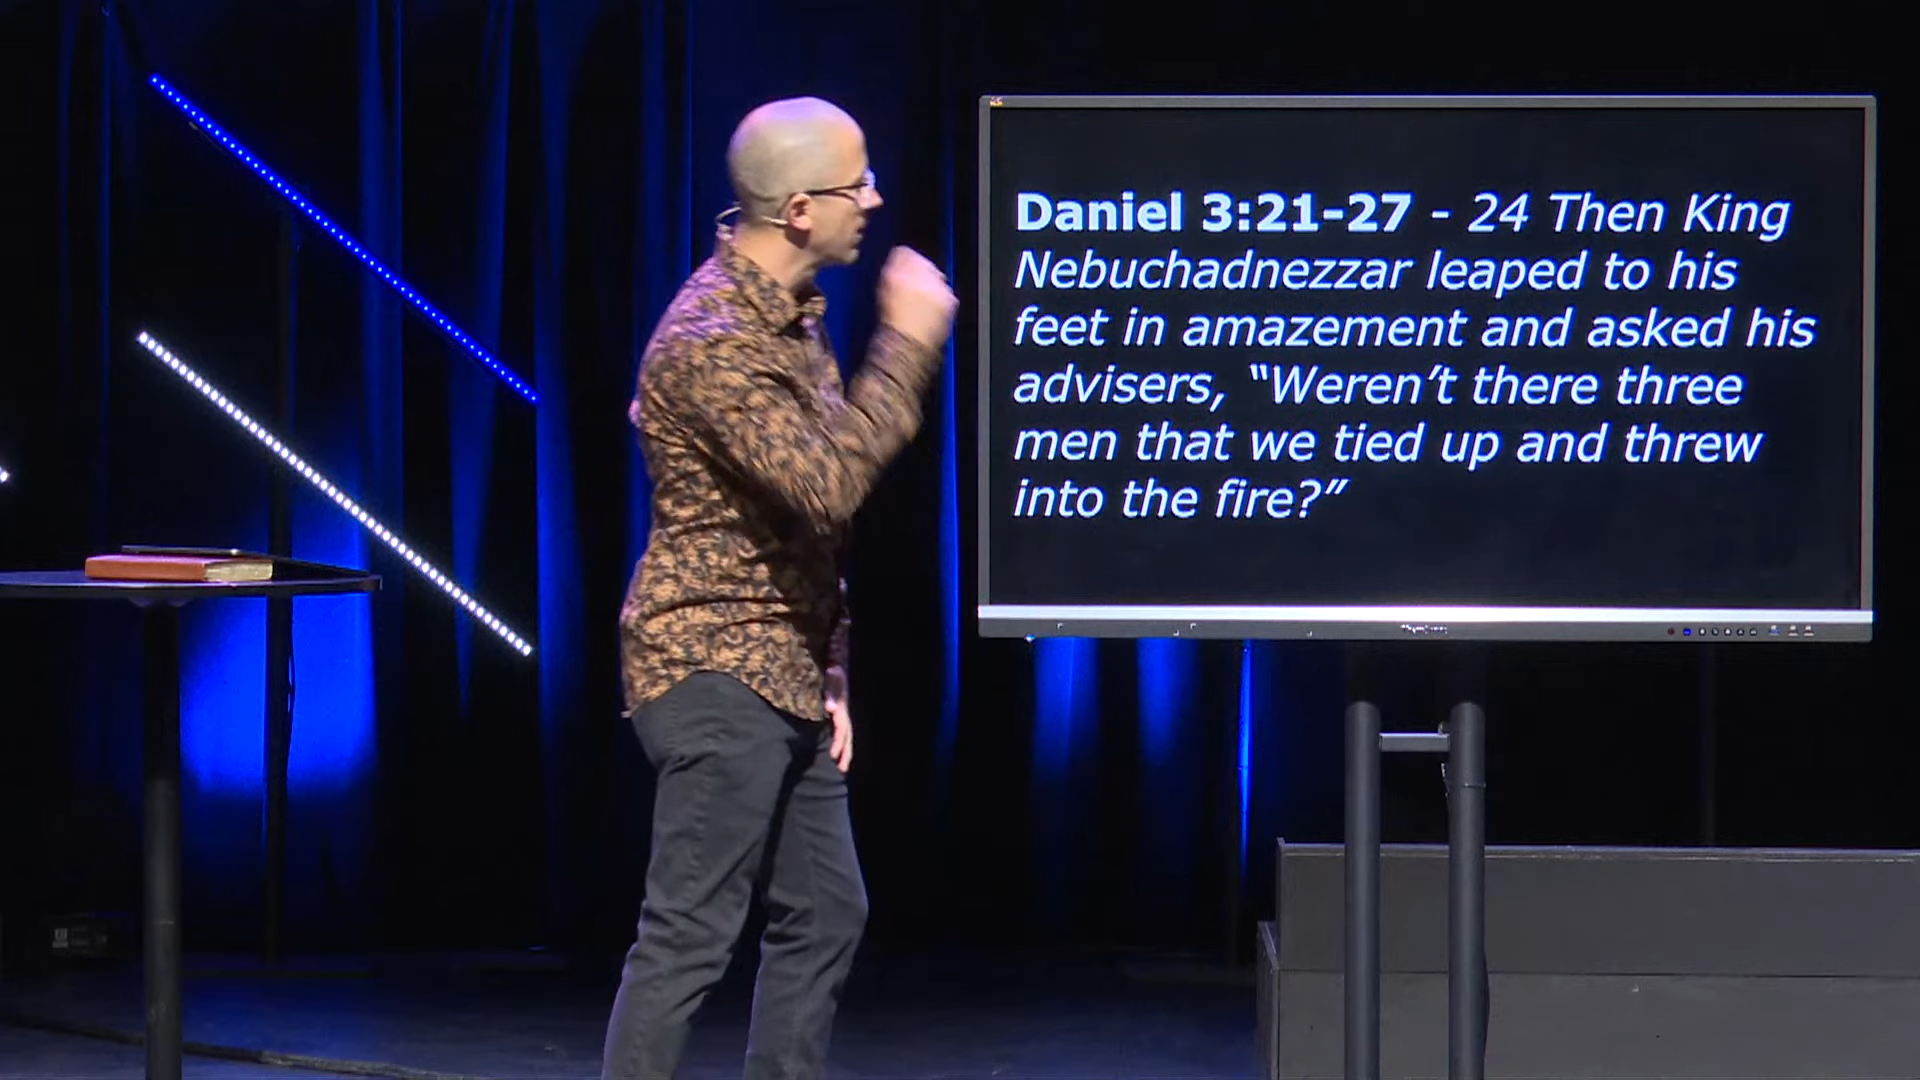 Daniel 3:21-27 - 24 Then King
Nebuchadnezzar leaped to his
feet in amazement and asked his
advisers, “Weren’t there three
men that we tied up and threw
into the fire?”